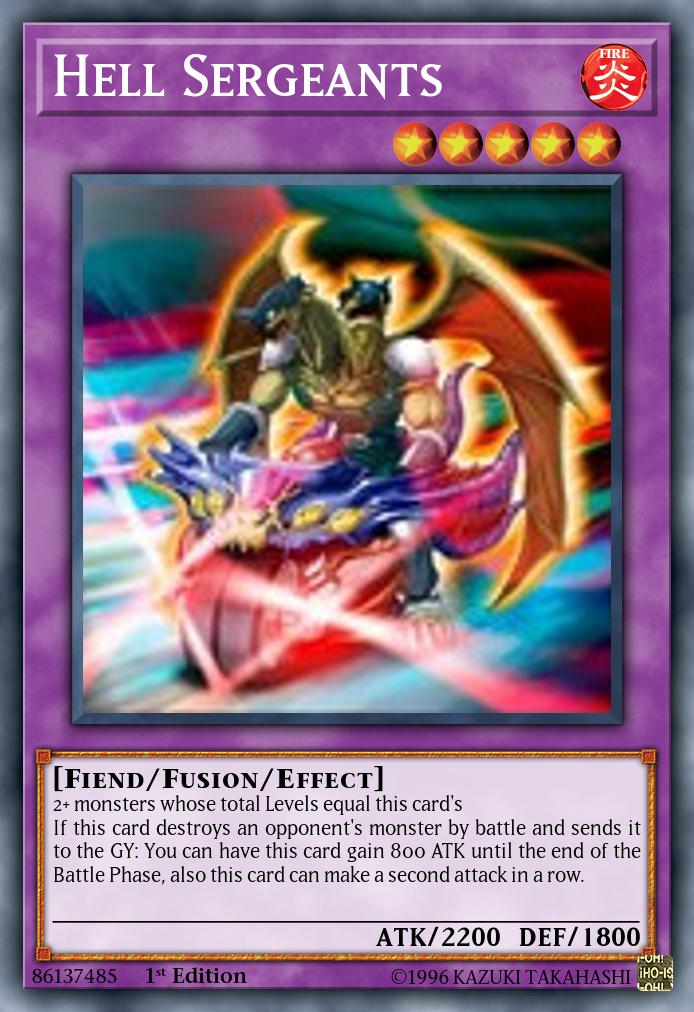 Hell Sergeants
FIRE
炎
[Fiend/Fusion/Effect]
2+ monsters whose total Levels equal this card's
If this card destroys an opponent's monster by battle and sends it
to the GY: You can have this card gain 800 ATK until the end of the
Battle Phase, also this card can make a second attack in a row.
ATK/2200 DEF/1800
86137485 1st Edition ©1996 KAZUKI TAKAHASHI